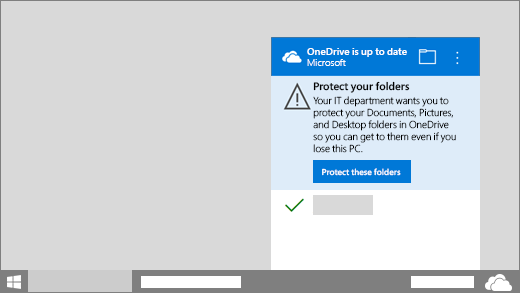 OneDrive is up to date
Microsoft
Protect your folders
Your IT department wants you to
protect your Documents, Pictures,
and Desktop folders in OneDrive
so you can get to them even if you
lose this PC.
Protect these folders